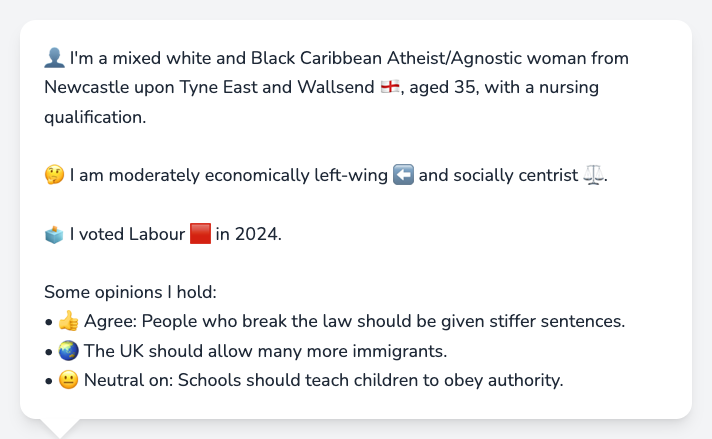 👤 I'm a mixed white and Black Caribbean Atheist/Agnostic woman from
Newcastle upon Tyne East and Wallsend 🏴󠁧󠁢󠁥󠁮󠁧󠁿, aged 35, with a nursing
qualification.
🤔 I am moderately economically left-wing ⬅️ and socially centrist ⚖️.
🗳️ I voted Labour 🟥 in 2024.
Some opinions I hold:
• 👍 Agree: People who break the law should be given stiffer sentences.
• 🌏 The UK should allow many more immigrants.
• 😐 Neutral on: Schools should teach children to obey authority.